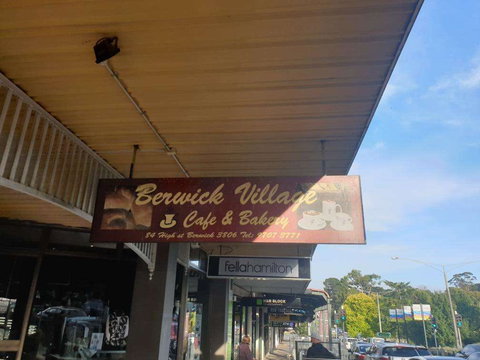 Berwick Village
Cafe & Bakery
84 High st Berwick 3806 Tel: 9707 3771
fellahamilton